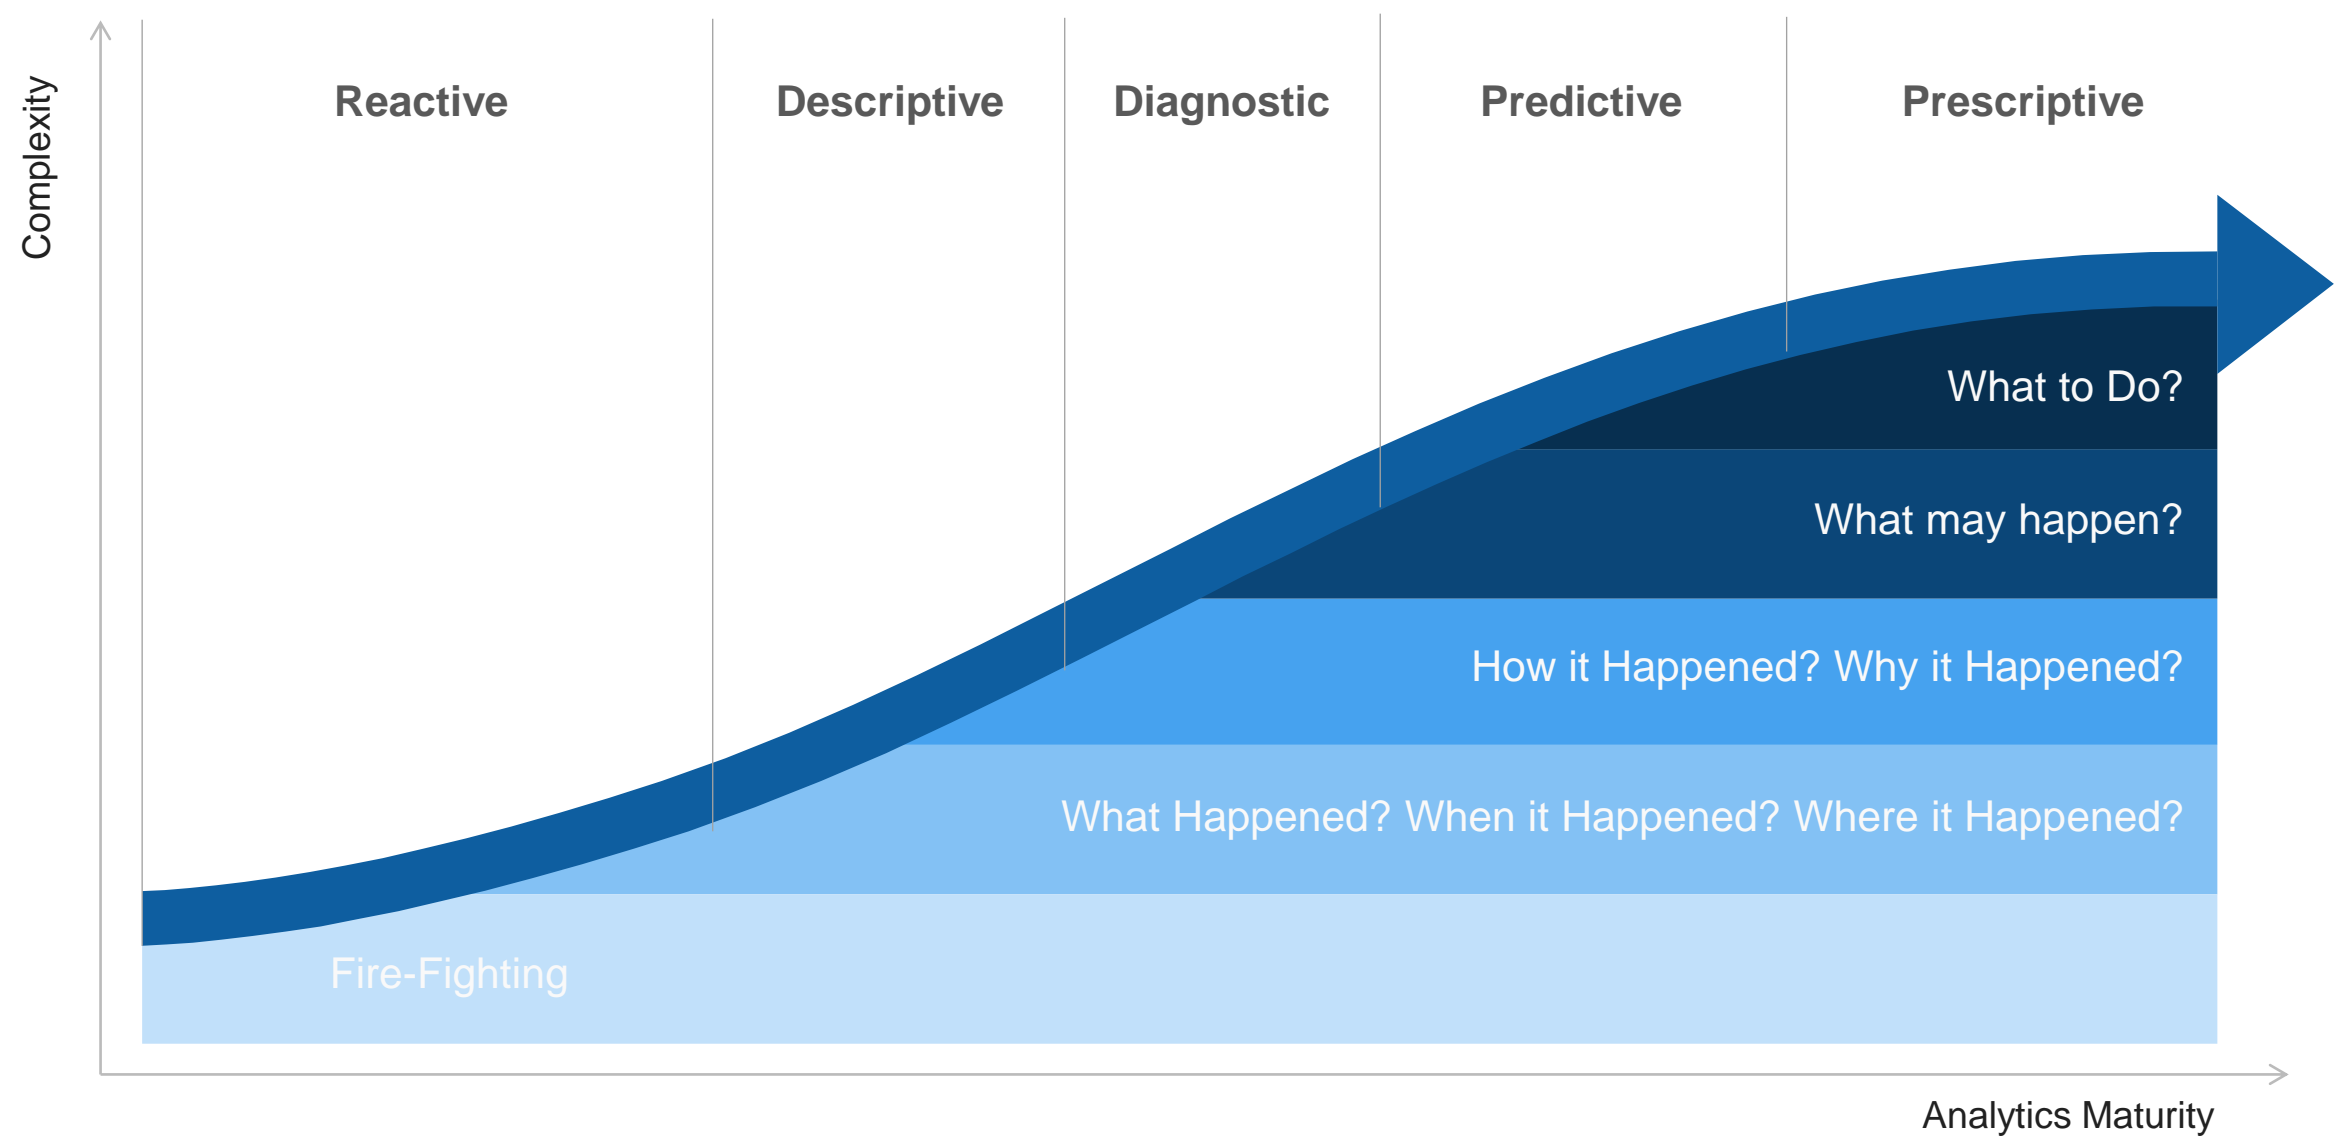 Complexity
Reactive
Descriptive
Diagnostic
Predictive
Prescriptive
What to Do?
What may happen?
How it Happened? Why it Happened?
What Happened? When it Happened? Where it Happened?
Fire-Fighting
Analytics Maturity